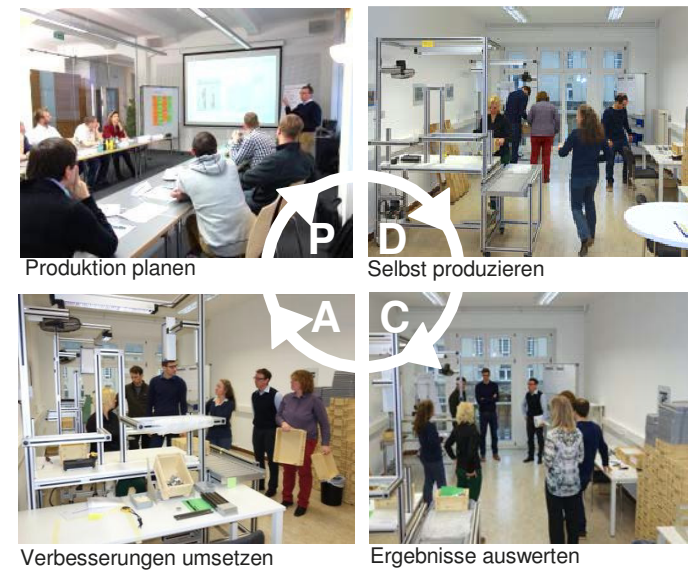 P
D
Produktion planen
Selbst produzieren
A
C
Verbesserungen umsetzen
Ergebnisse auswerten